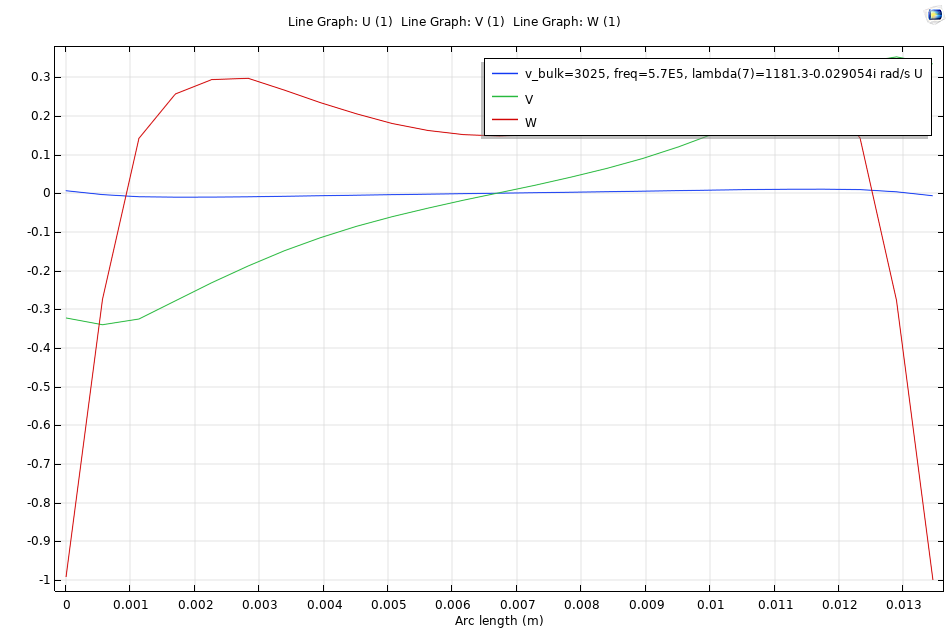 Line Graph: U (1)  Line Graph: V (1)  Line Graph: W (1)
v_bulk=3025, freq=5.7E5, lambda(7)=1181.3-0.029054i rad/s U
V
W
0.3
0.2
0.1
0
-0.1
-0.2
-0.3
-0.4
-0.5
-0.6
-0.7
-0.8
-0.9
-1
0 0.001 0.002 0.003 0.004 0.005 0.006 0.007 0.008 0.009 0.01 0.011 0.012 0.013
Arc length (m)